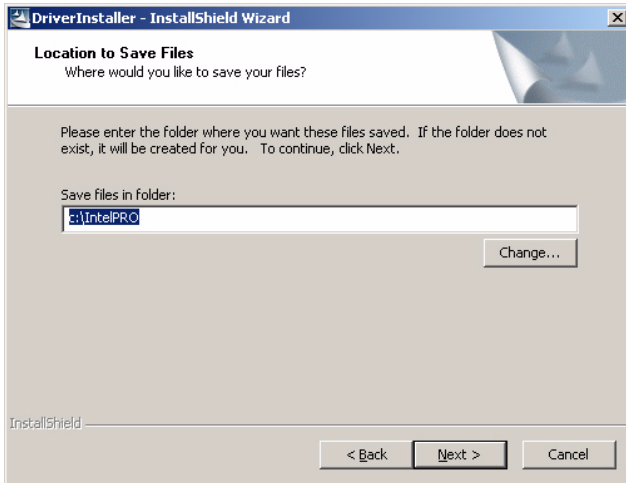 DriverInstaller - InstallShield Wizard
Location to Save Files
Where would you like to save your files?
Please enter the folder where you want these files saved. If the folder does not
exist, it will be created for you. To continue, click Next.
Save files in folder:
c:\IntelPRO
Change...
InstallShield
< Back
Next >
Cancel